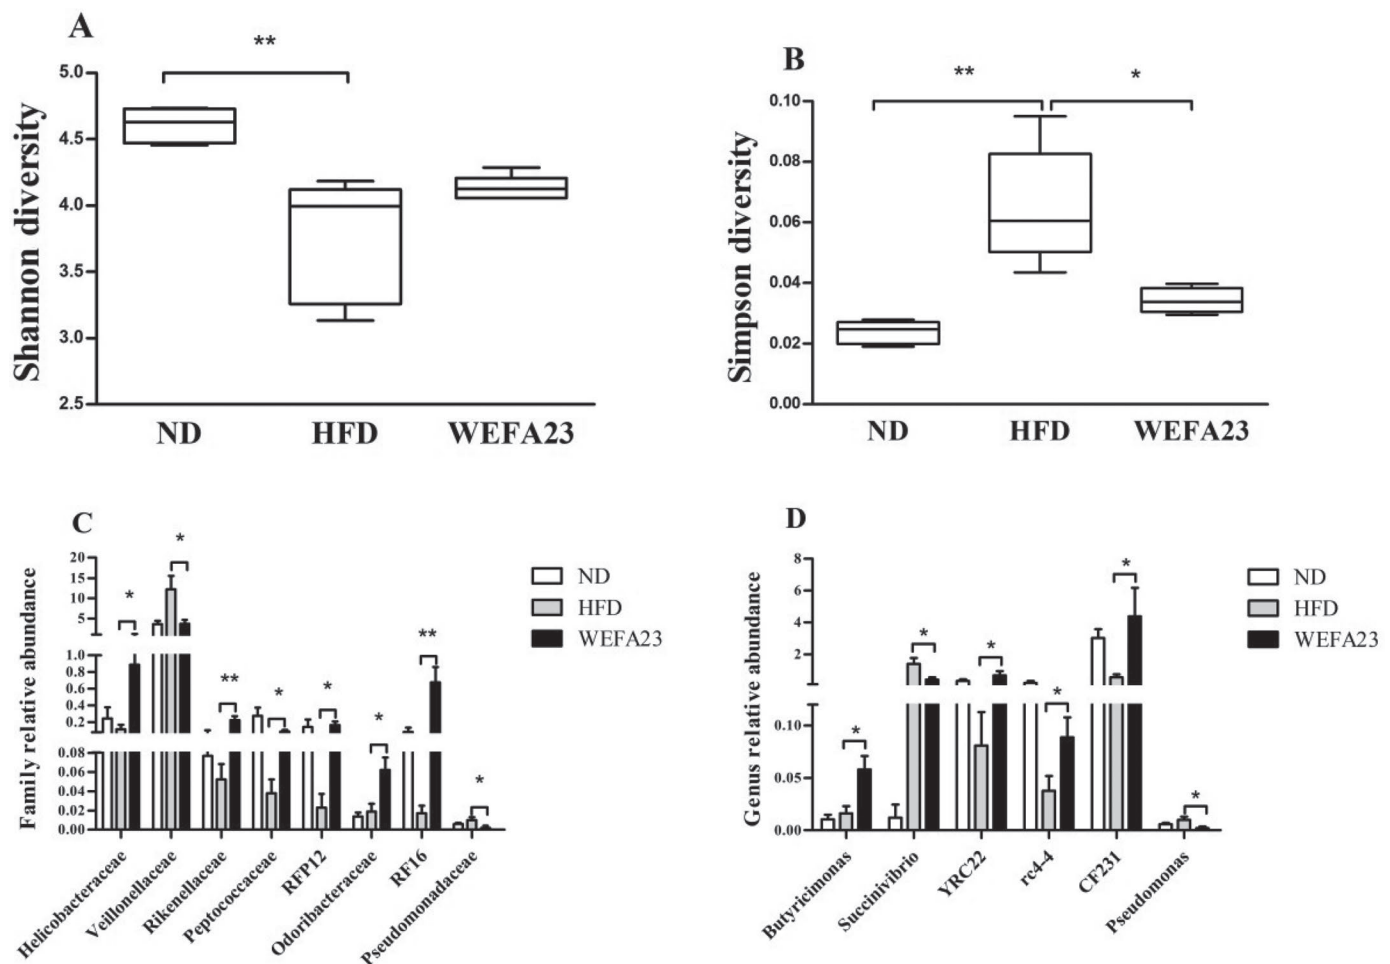 A
**
5.0
4.5
4.0
3.5
3.0
2.5
Shannon diversity
ND HFD WEFA23
B
** *
0.10
0.08
0.06
0.04
0.02
0.00
Simpson diversity
ND HFD WEFA23
C
20
15
10
5
1.0
0.8
0.6
0.4
0.2
0.08
0.06
0.04
0.02
0.00
Family relative abundance
* * ** * * * ** *
Helicobacteraceae
Veillonellaceae
Rikenellaceae
Peptococcaceae
RFP12
Odoribacteraceae
RF16
Pseudomonadaceae
ND
HFD
WEFA23
D
8
6
4
2
0.10
0.05
0.00
Genus relative abundance
* * * * * *
Butyricimonas
Succinivibrio
YRC22
rc4-4
CF231
Pseudomonas
ND
HFD
WEFA23